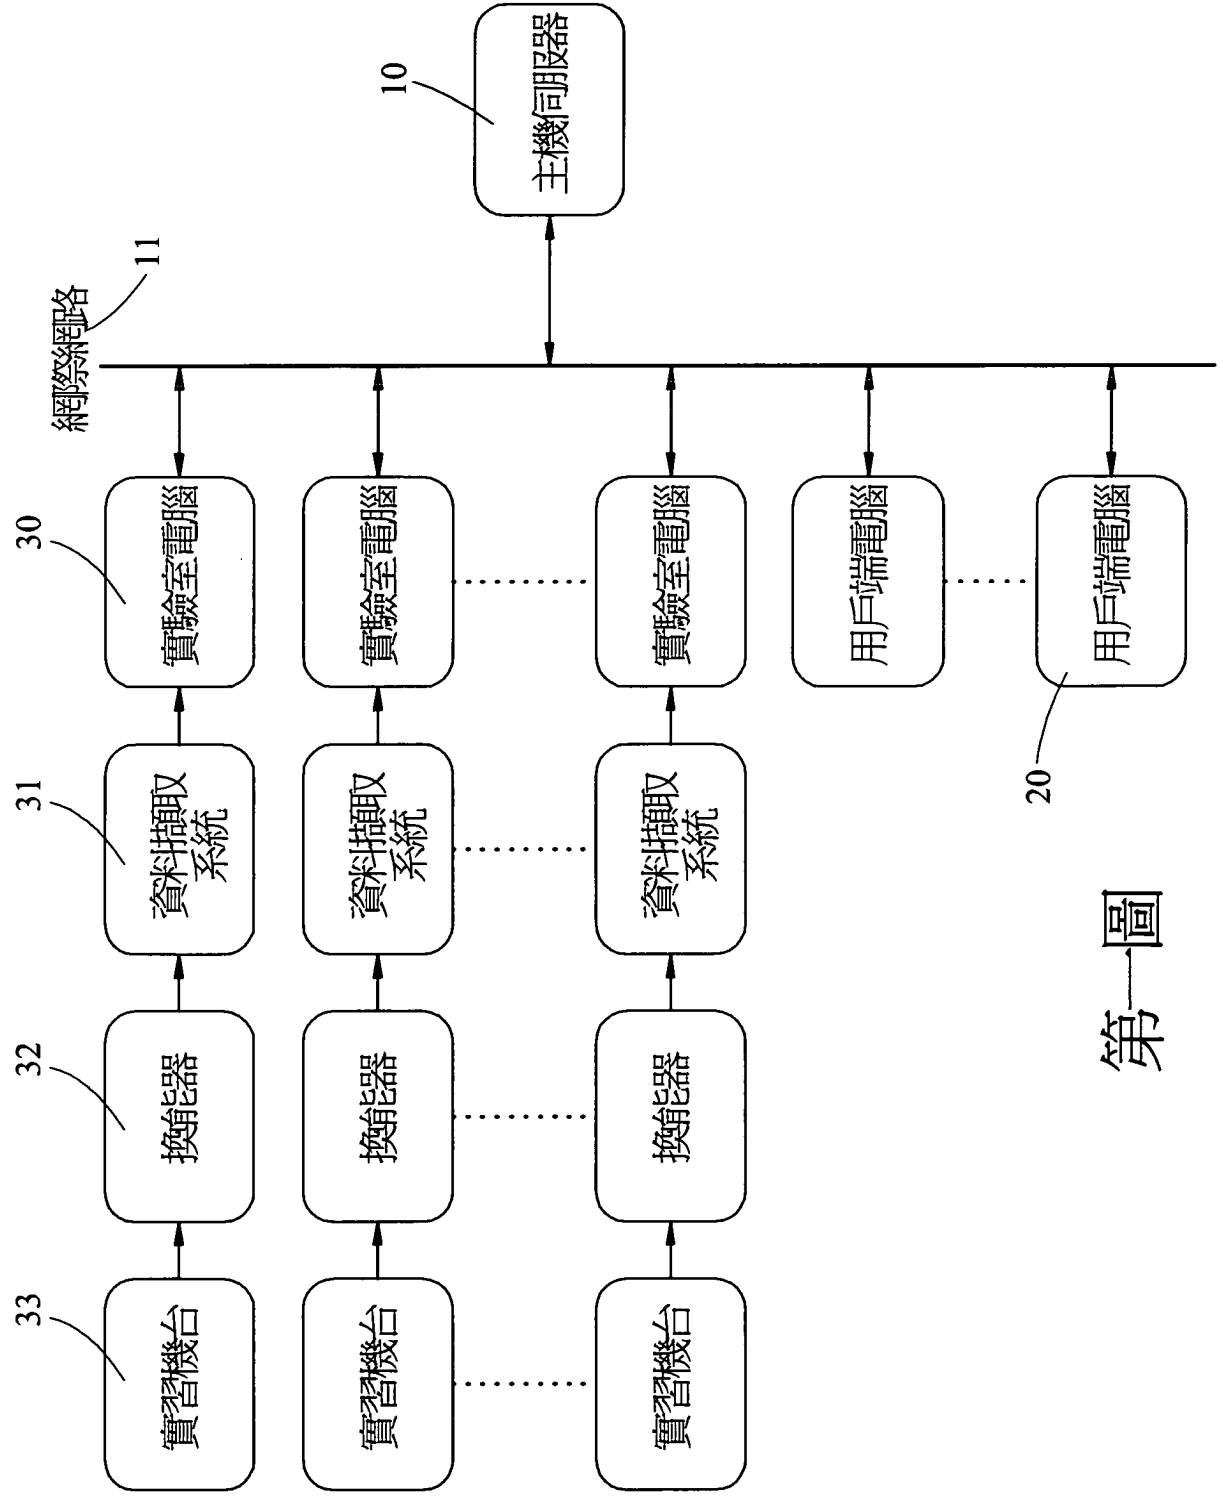 主機伺服器
10
網際網路
11
30
實驗室電腦
實驗室電腦
實驗室電腦
用戶端電腦
用戶端電腦
20
31
資料擷取
系統
資料擷取
系統
資料擷取
系統
32
換能器
換能器
換能器
33
實習機台
實習機台
實習機台
第一圖